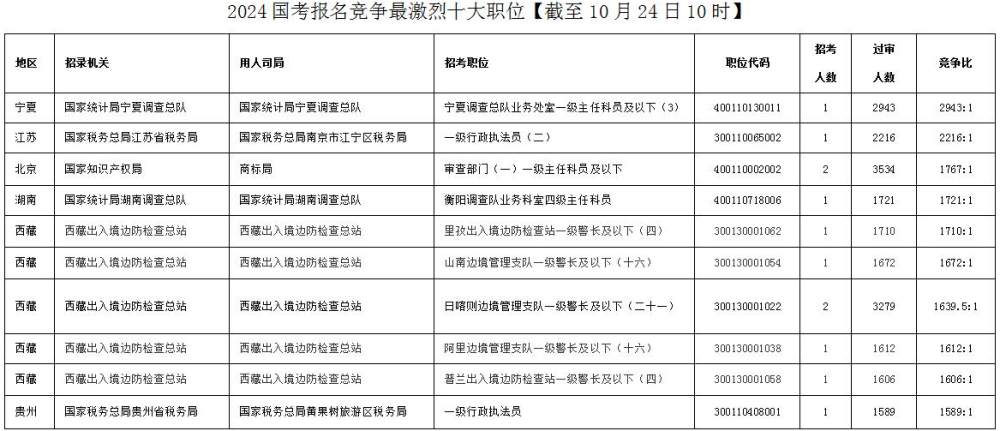 2024国考报名竞争最激烈十大职位【截至10月24日10时】
地区 招录机关 用人司局 招考职位 职位代码 招考人数 过审人数 竞争比
宁夏 国家统计局宁夏调查总队 国家统计局宁夏调查总队 宁夏调查总队业务处室一级主任科员及以下（3） 400110130011 1 2943 2943:1
江苏 国家税务总局江苏省税务局 国家税务总局南京市江宁区税务局 一级行政执法员（二） 300110065002 1 2216 2216:1
北京 国家知识产权局 商标局 审查部门（一）一级主任科员及以下 400110002002 2 3534 1767:1
湖南 国家统计局湖南调查总队 国家统计局湖南调查总队 衡阳调查队业务科室四级主任科员 400110718006 1 1721 1721:1
西藏 西藏出入境边防检查总站 西藏出入境边防检查总站 里孜出入境边防检查站一级警长及以下（四） 300130001062 1 1710 1710:1
西藏 西藏出入境边防检查总站 西藏出入境边防检查总站 山南边境管理支队一级警长及以下（十六） 300130001054 1 1672 1672:1
西藏 西藏出入境边防检查总站 西藏出入境边防检查总站 日喀则边境管理支队一级警长及以下（二十一） 300130001022 2 3279 1639.5:1
西藏 西藏出入境边防检查总站 西藏出入境边防检查总站 阿里边境管理支队一级警长及以下（十六） 300130001038 1 1612 1612:1
西藏 西藏出入境边防检查总站 西藏出入境边防检查总站 普兰出入境边防检查站一级警长及以下（四） 300130001058 1 1606 1606:1
贵州 国家税务总局贵州省税务局 国家税务总局黄果树旅游区税务局 一级行政执法员 300110408001 1 1589 1589:1